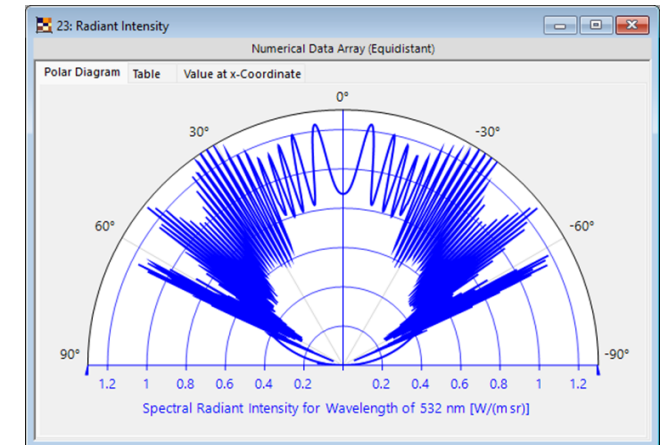 23: Radiant Intensity
Numerical Data Array (Equidistant)
Polar Diagram Table Value at x-Coordinate
0°
30° -30°
60° -60°
90° -90°
1.2 1 0.8 0.6 0.4 0.2 0.2 0.4 0.6 0.8 1 1.2
Spectral Radiant Intensity for Wavelength of 532 nm [W/(m sr)]